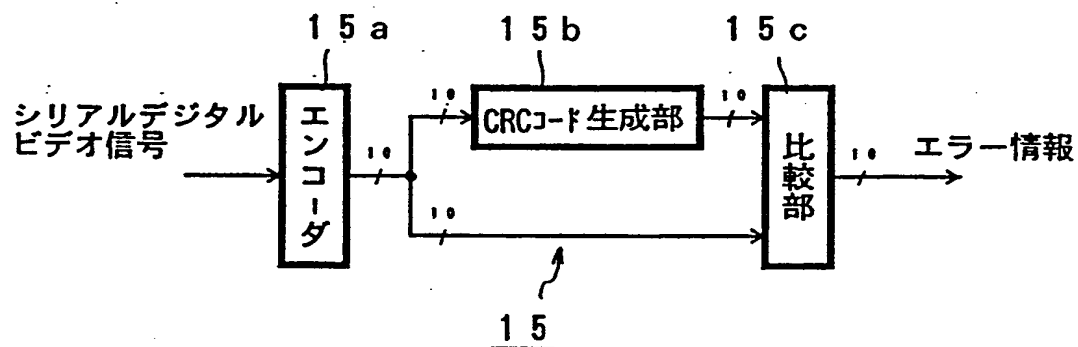 15a
15b
15c
シリアルデジタル
ビデオ信号
エンコーダ
10
10
CRCコード生成部
10
10
比較部
10
エラー情報
15